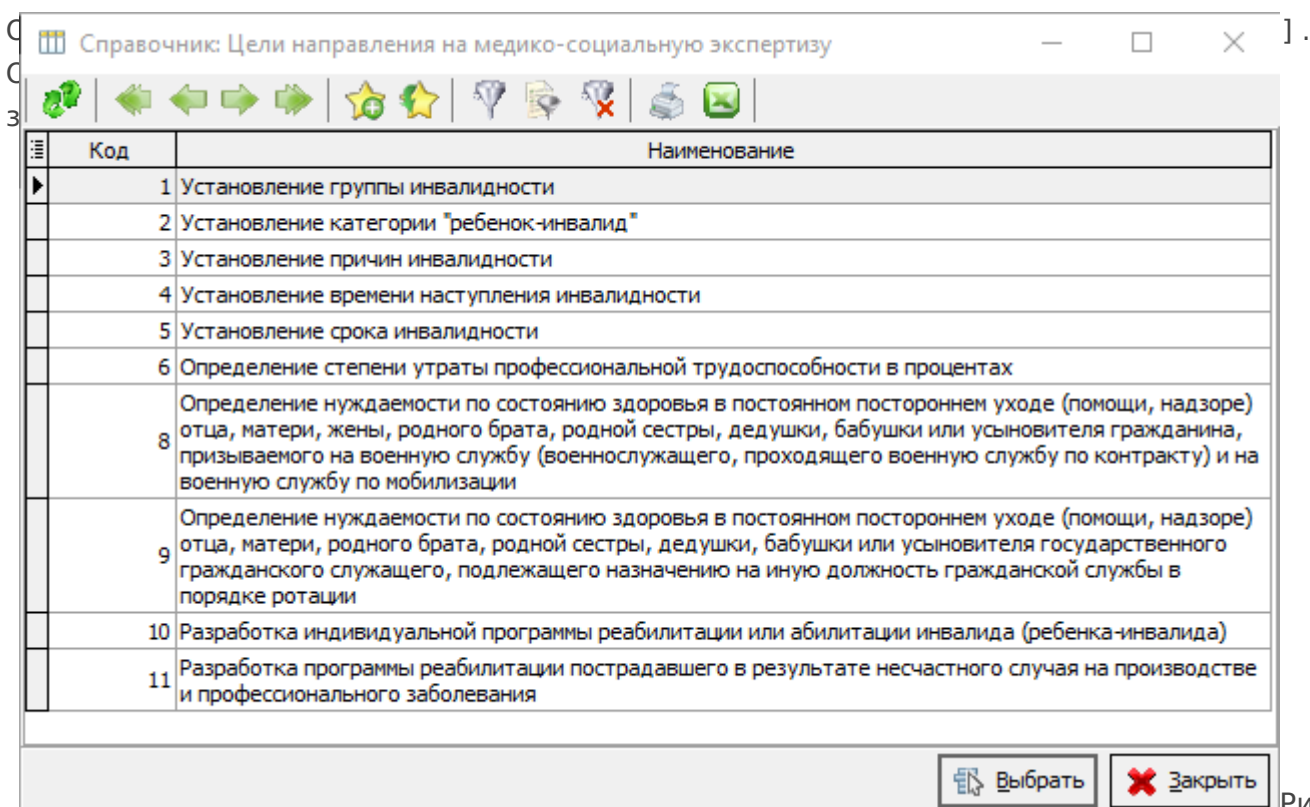 С
Справочник: Цели направления на медико-социальную экспертизу
] .
С
з
Код Наименование
1 Установление группы инвалидности
2 Установление категории "ребенок-инвалид"
3 Установление причин инвалидности
4 Установление времени наступления инвалидности
5 Установление срока инвалидности
6 Определение степени утраты профессиональной трудоспособности в процентах
8 Определение нуждаемости по состоянию здоровья в постоянном постороннем уходе (помощи, надзоре)
отца, матери, жены, родного брата, родной сестры, дедушки, бабушки или усыновителя гражданина,
призываемого на военную службу (военнослужащего, проходящего военную службу по контракту) и на
военную службу по мобилизации
9 Определение нуждаемости по состоянию здоровья в постоянном постороннем уходе (помощи, надзоре)
отца, матери, родного брата, родной сестры, дедушки, бабушки или усыновителя государственного
гражданского служащего, подлежащего назначению на иную должность гражданской службы в
порядке ротации
10 Разработка индивидуальной программы реабилитации или абилитации инвалида (ребенка-инвалида)
11 Разработка программы реабилитации пострадавшего в результате несчастного случая на производстве
и профессионального заболевания
Выбрать Закрыть
Ри